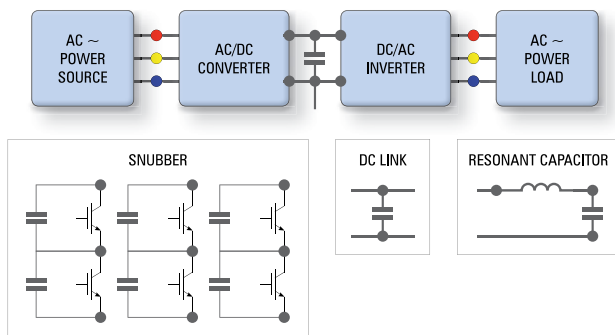 AC ~
POWER
SOURCE
AC/DC
CONVERTER
DC/AC
INVERTER
AC ~
POWER
LOAD
SNUBBER
DC LINK
RESONANT CAPACITOR